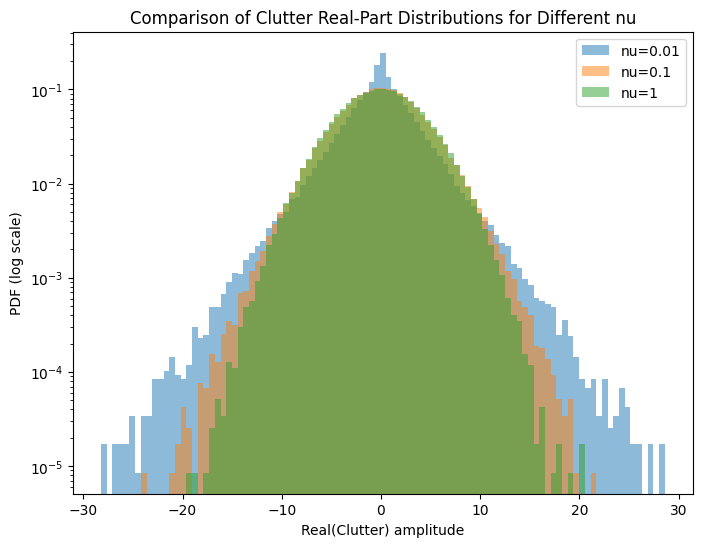 Comparison of Clutter Real-Part Distributions for Different nu
nu=0.01
nu=0.1
nu=1
PDF (log scale)
10⁻¹
10⁻²
10⁻³
10⁻⁴
10⁻⁵
−30
−20
−10
0
10
20
30
Real(Clutter) amplitude